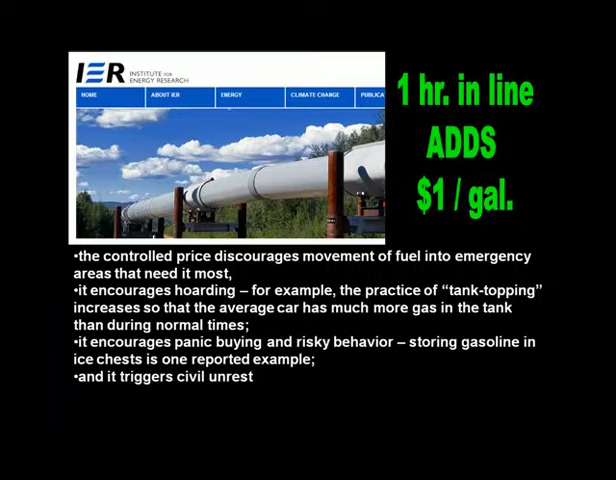 IER INSTITUTE FOR
ENERGY RESEARCH
HOME ABOUT IER ENERGY CLIMATE CHANGE
1 hr. in line
ADDS
$1 / gal.
•the controlled price discourages movement of fuel into emergency
areas that need it most,
•it encourages hoarding – for example, the practice of “tank-topping”
increases so that the average car has much more gas in the tank
than during normal times;
•it encourages panic buying and risky behavior – storing gasoline in
ice chests is one reported example;
•and it triggers civil unrest